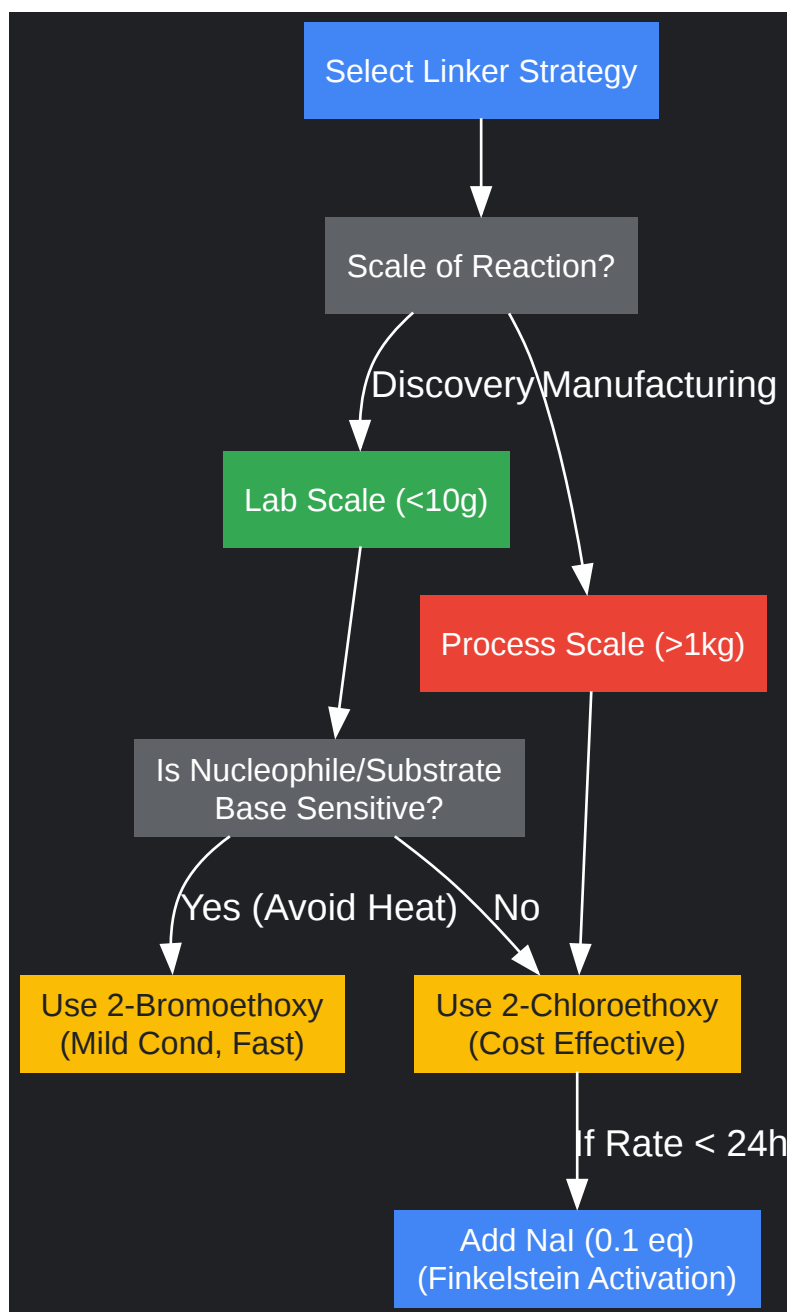 Select Linker Strategy
Scale of Reaction?
Discovery
Manufacturing
Lab Scale (<10g)
Process Scale (>1kg)
Is Nucleophile/Substrate
Base Sensitive?
Yes (Avoid Heat)
No
Use 2-Bromoethoxy
(Mild Cond, Fast)
Use 2-Chloroethoxy
(Cost Effective)
If Rate < 24h
Add NaI (0.1 eq)
(Finkelstein Activation)